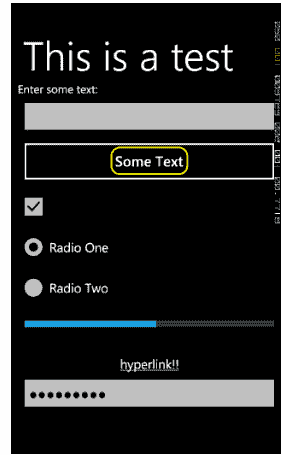 This is a test
Enter some text:
Some Text
Radio One
Radio Two
hyperlink!!
●●●●●●●●●